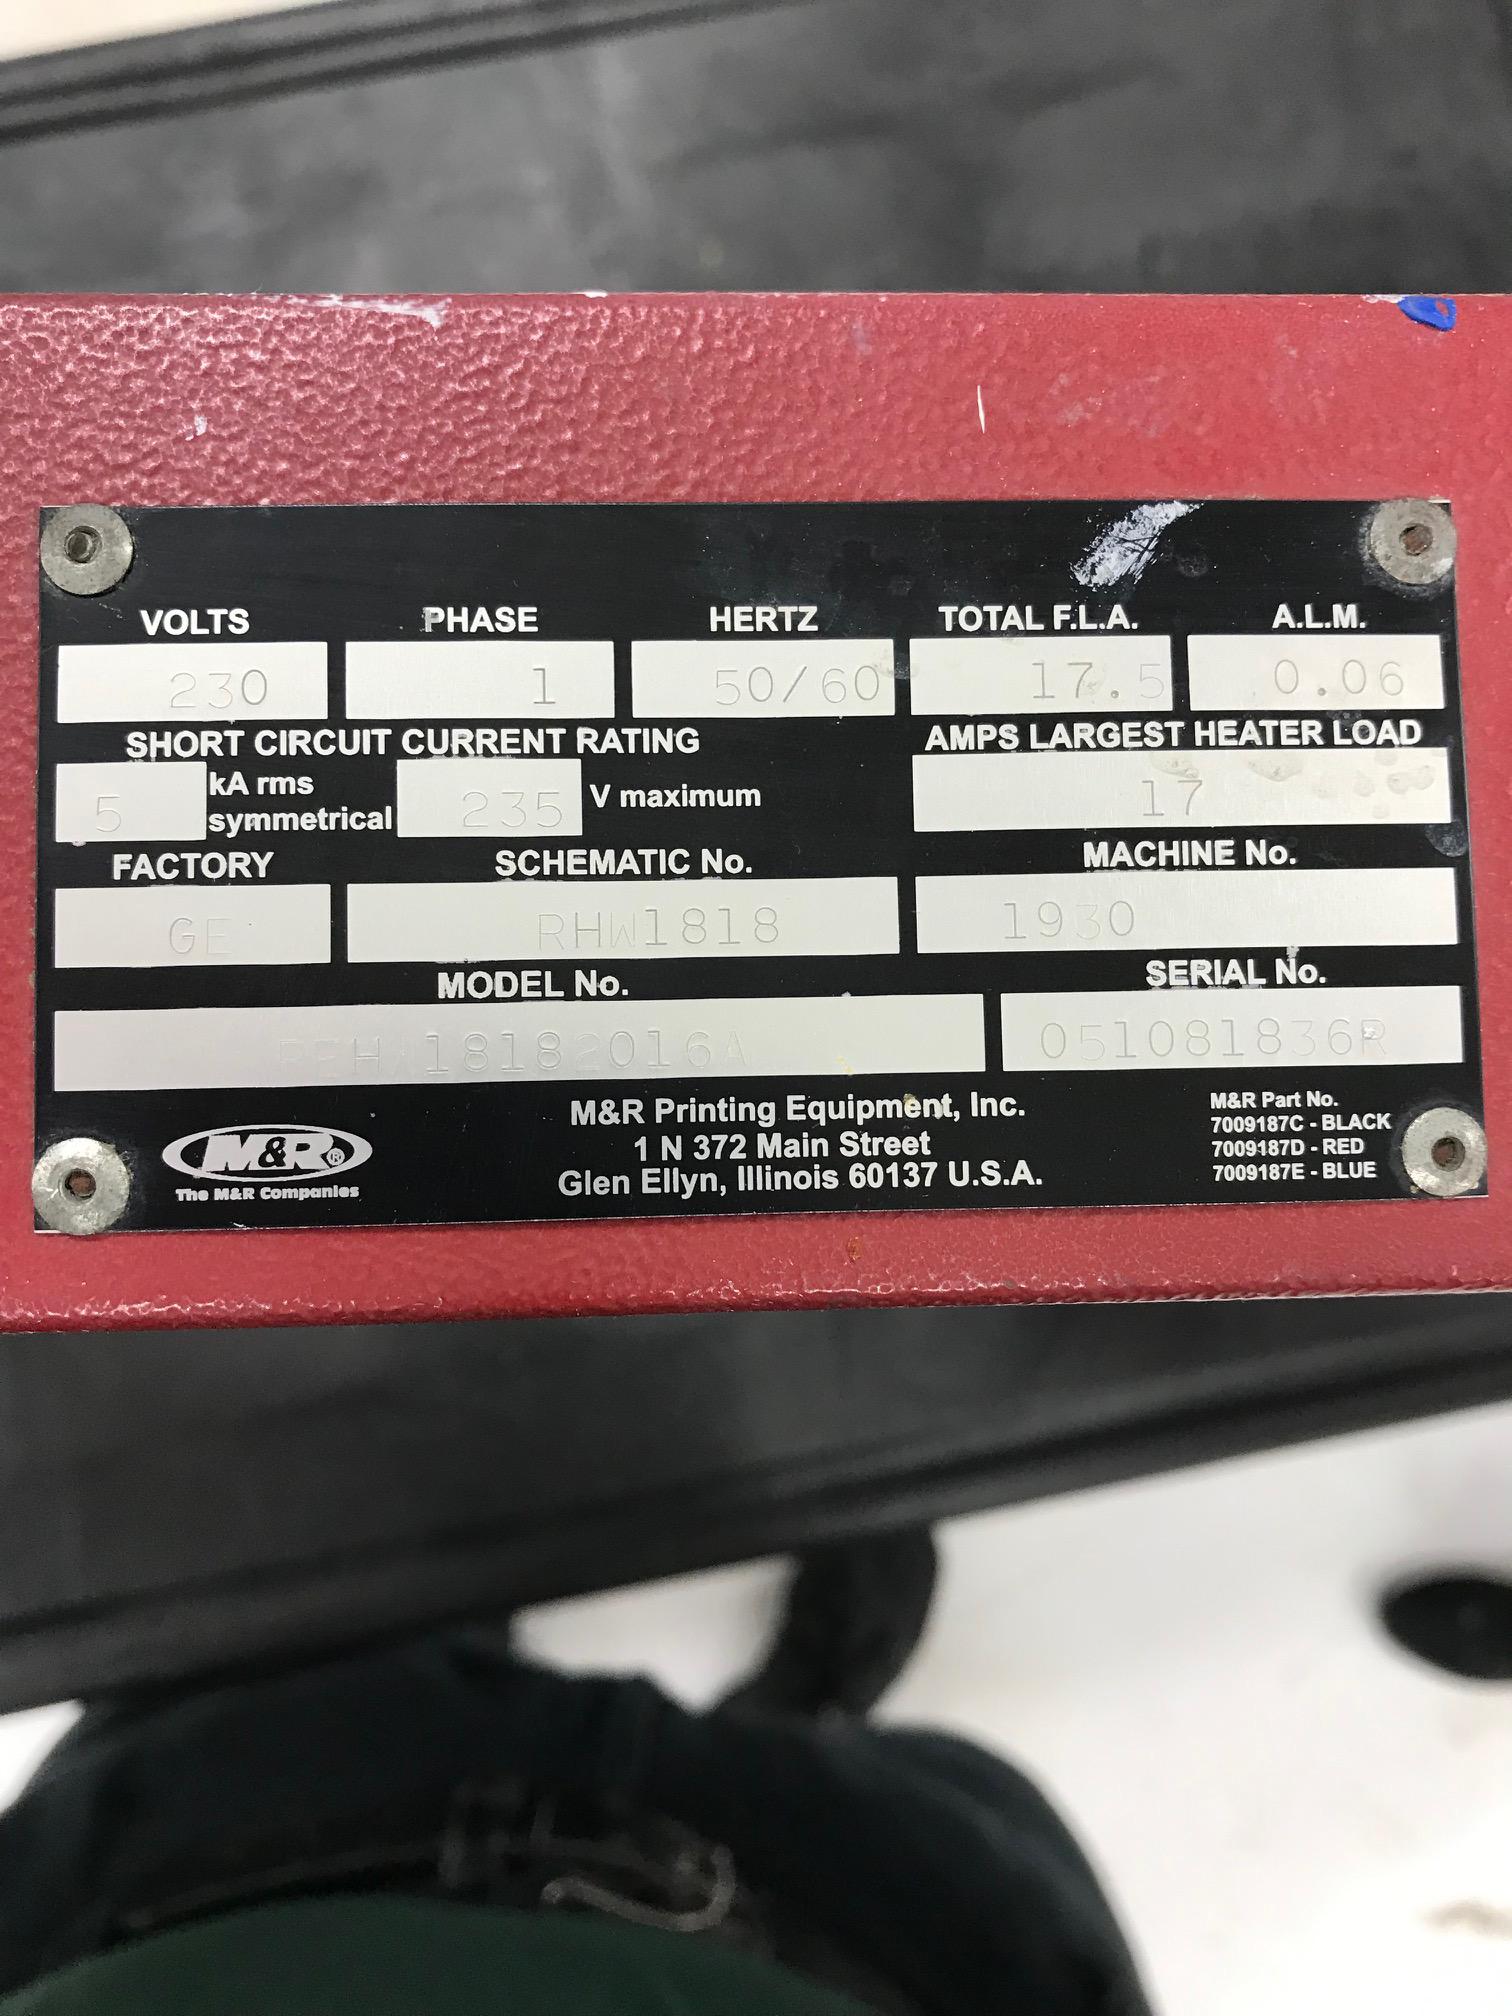 VOLTS PHASE HERTZ TOTAL F.L.A. A.L.M.
230 1 50/60 17.5 0.06
SHORT CIRCUIT CURRENT RATING AMPS LARGEST HEATER LOAD
5 kA rms symmetrical 235 V maximum 17
FACTORY SCHEMATIC No. MACHINE No.
GE RHW1818 1930
MODEL No. SERIAL No.
051081836R
M&R®
The M&R Companies
M&R Printing Equipment, Inc.
1 N 372 Main Street
Glen Ellyn, Illinois 60137 U.S.A.
M&R Part No.
7009187C - BLACK
7009187D - RED
7009187E - BLUE